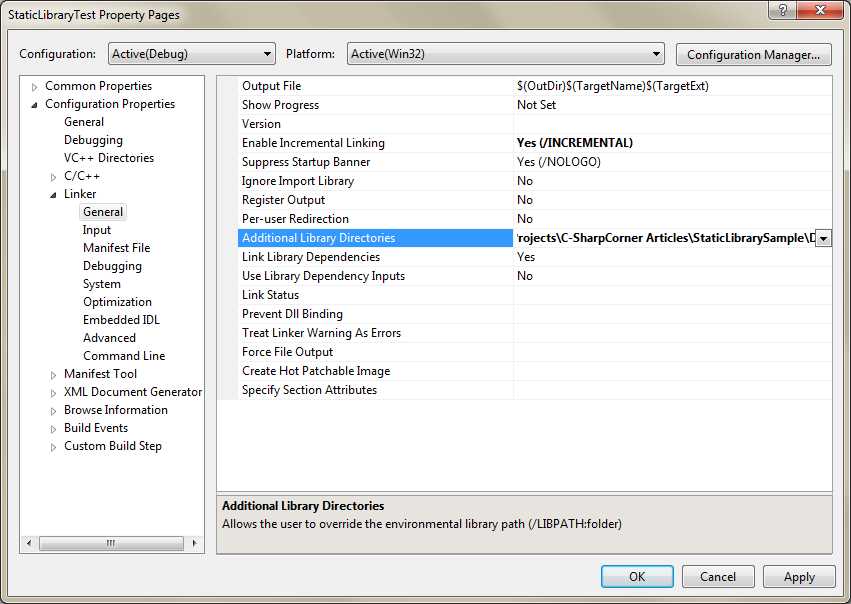 StaticLibraryTest Property Pages
?
Configuration: Active(Debug) Platform: Active(Win32) Configuration Manager...
Common Properties
Configuration Properties
General
Debugging
VC++ Directories
C/C++
Linker
General
Input
Manifest File
Debugging
System
Optimization
Embedded IDL
Advanced
Command Line
Manifest Tool
XML Document Generator
Browse Information
Build Events
Custom Build Step
Output File $(OutDir)$(TargetName)$(TargetExt)
Show Progress Not Set
Version
Enable Incremental Linking Yes (/INCREMENTAL)
Suppress Startup Banner Yes (/NOLOGO)
Ignore Import Library No
Register Output No
Per-user Redirection No
Additional Library Directories rojects\C-SharpCorner Articles\StaticLibrarySample\D
Link Library Dependencies Yes
Use Library Dependency Inputs No
Link Status
Prevent Dll Binding
Treat Linker Warning As Errors
Force File Output
Create Hot Patchable Image
Specify Section Attributes
Additional Library Directories
Allows the user to override the environmental library path (/LIBPATH:folder)
OK Cancel Apply